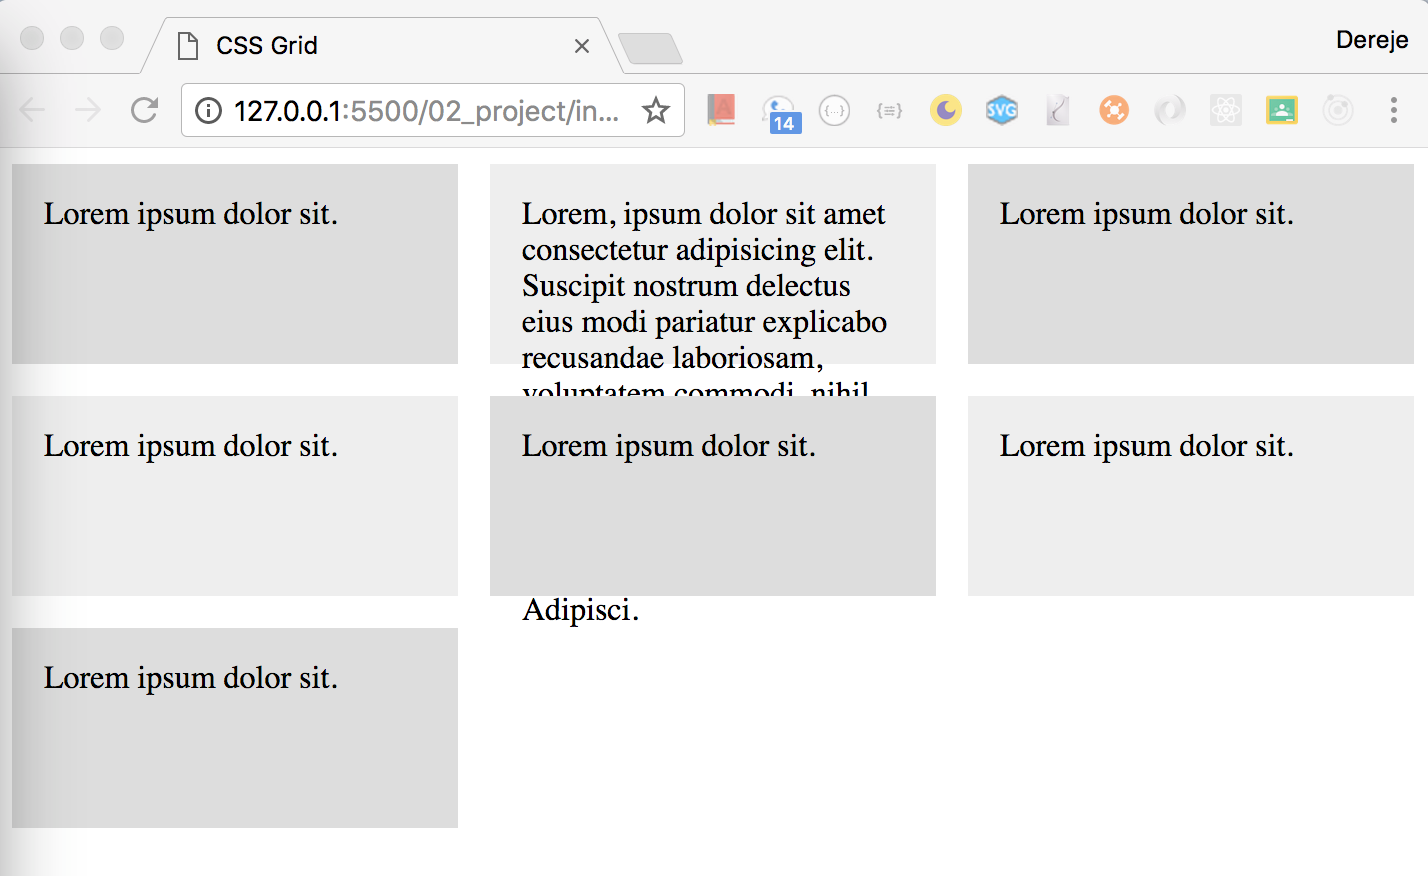 CSS Grid
Dereje
127.0.0.1:5500/02_project/in...
A
14
{...}
{≡}
SVG
Lorem ipsum dolor sit.
Lorem, ipsum dolor sit amet
consectetur adipisicing elit.
Suscipit nostrum delectus
eius modi pariatur explicabo
recusandae laboriosam,
voluptatem commodi, nihil
Lorem ipsum dolor sit.
Lorem ipsum dolor sit.
Lorem ipsum dolor sit.
Lorem ipsum dolor sit.
Adipisci.
Lorem ipsum dolor sit.